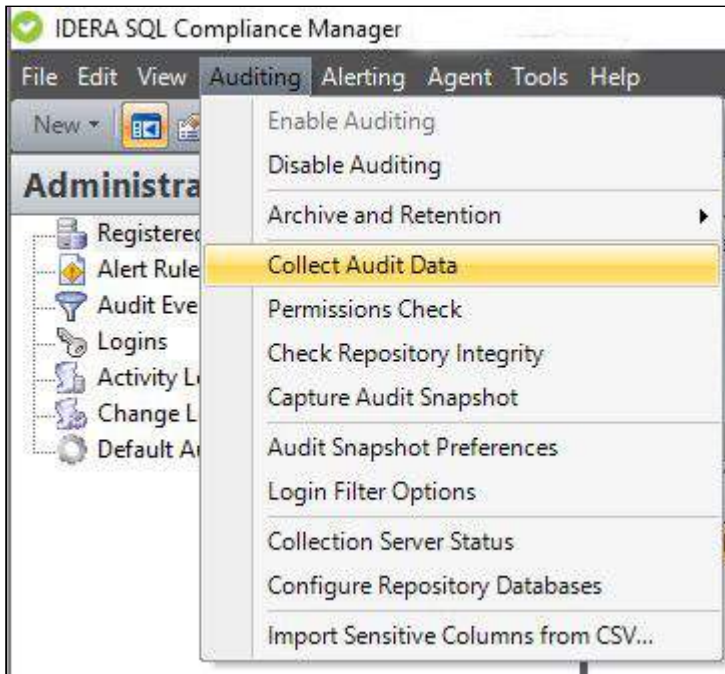 IDERA SQL Compliance Manager
File Edit View Auditing Alerting Agent Tools Help
New
Administra
Registered
Alert Rule
Audit Eve
Logins
Activity L
Change L
Default A
Enable Auditing
Disable Auditing
Archive and Retention
Collect Audit Data
Permissions Check
Check Repository Integrity
Capture Audit Snapshot
Audit Snapshot Preferences
Login Filter Options
Collection Server Status
Configure Repository Databases
Import Sensitive Columns from CSV...